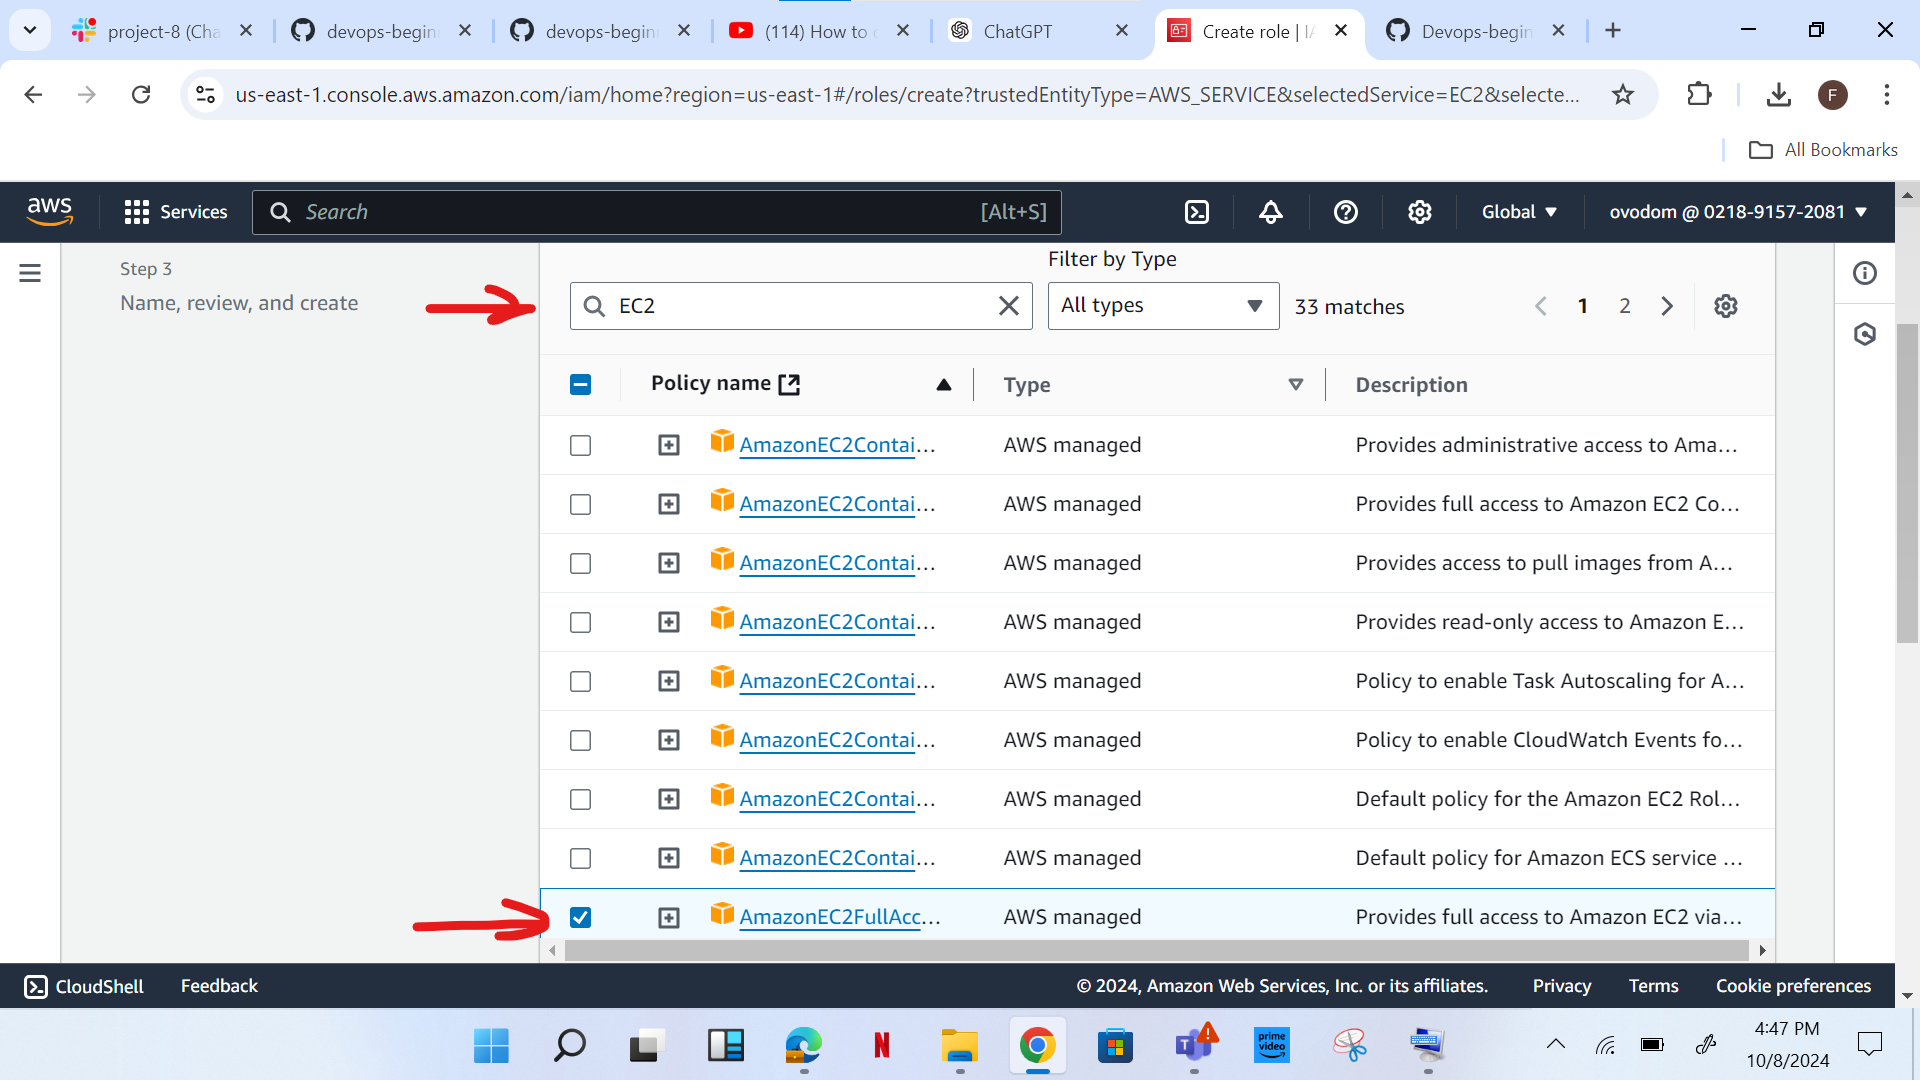 project-8 (Cha
devops-begin
devops-begin
(114) How to
ChatGPT
Create role | IA
Devops-begin
us-east-1.console.aws.amazon.com/iam/home?region=us-east-1#/roles/create?trustedEntityType=AWS_SERVICE&selectedService=EC2&selecte...
F
All Bookmarks
aws
Services
Search
[Alt+S]
Global
ovodom @ 0218-9157-2081
Step 3
Name, review, and create
Filter by Type
EC2
All types
33 matches
1
2
Policy name
Type
Description
AmazonEC2Contai... AWS managed Provides administrative access to Ama...
AmazonEC2Contai... AWS managed Provides full access to Amazon EC2 Co...
AmazonEC2Contai... AWS managed Provides access to pull images from A...
AmazonEC2Contai... AWS managed Provides read-only access to Amazon E...
AmazonEC2Contai... AWS managed Policy to enable Task Autoscaling for A...
AmazonEC2Contai... AWS managed Policy to enable CloudWatch Events fo...
AmazonEC2Contai... AWS managed Default policy for the Amazon EC2 Rol...
AmazonEC2Contai... AWS managed Default policy for Amazon ECS service ...
AmazonEC2FullAcc... AWS managed Provides full access to Amazon EC2 via...
CloudShell
Feedback
© 2024, Amazon Web Services, Inc. or its affiliates.
Privacy
Terms
Cookie preferences
N
T
prime
video
4:47 PM
10/8/2024